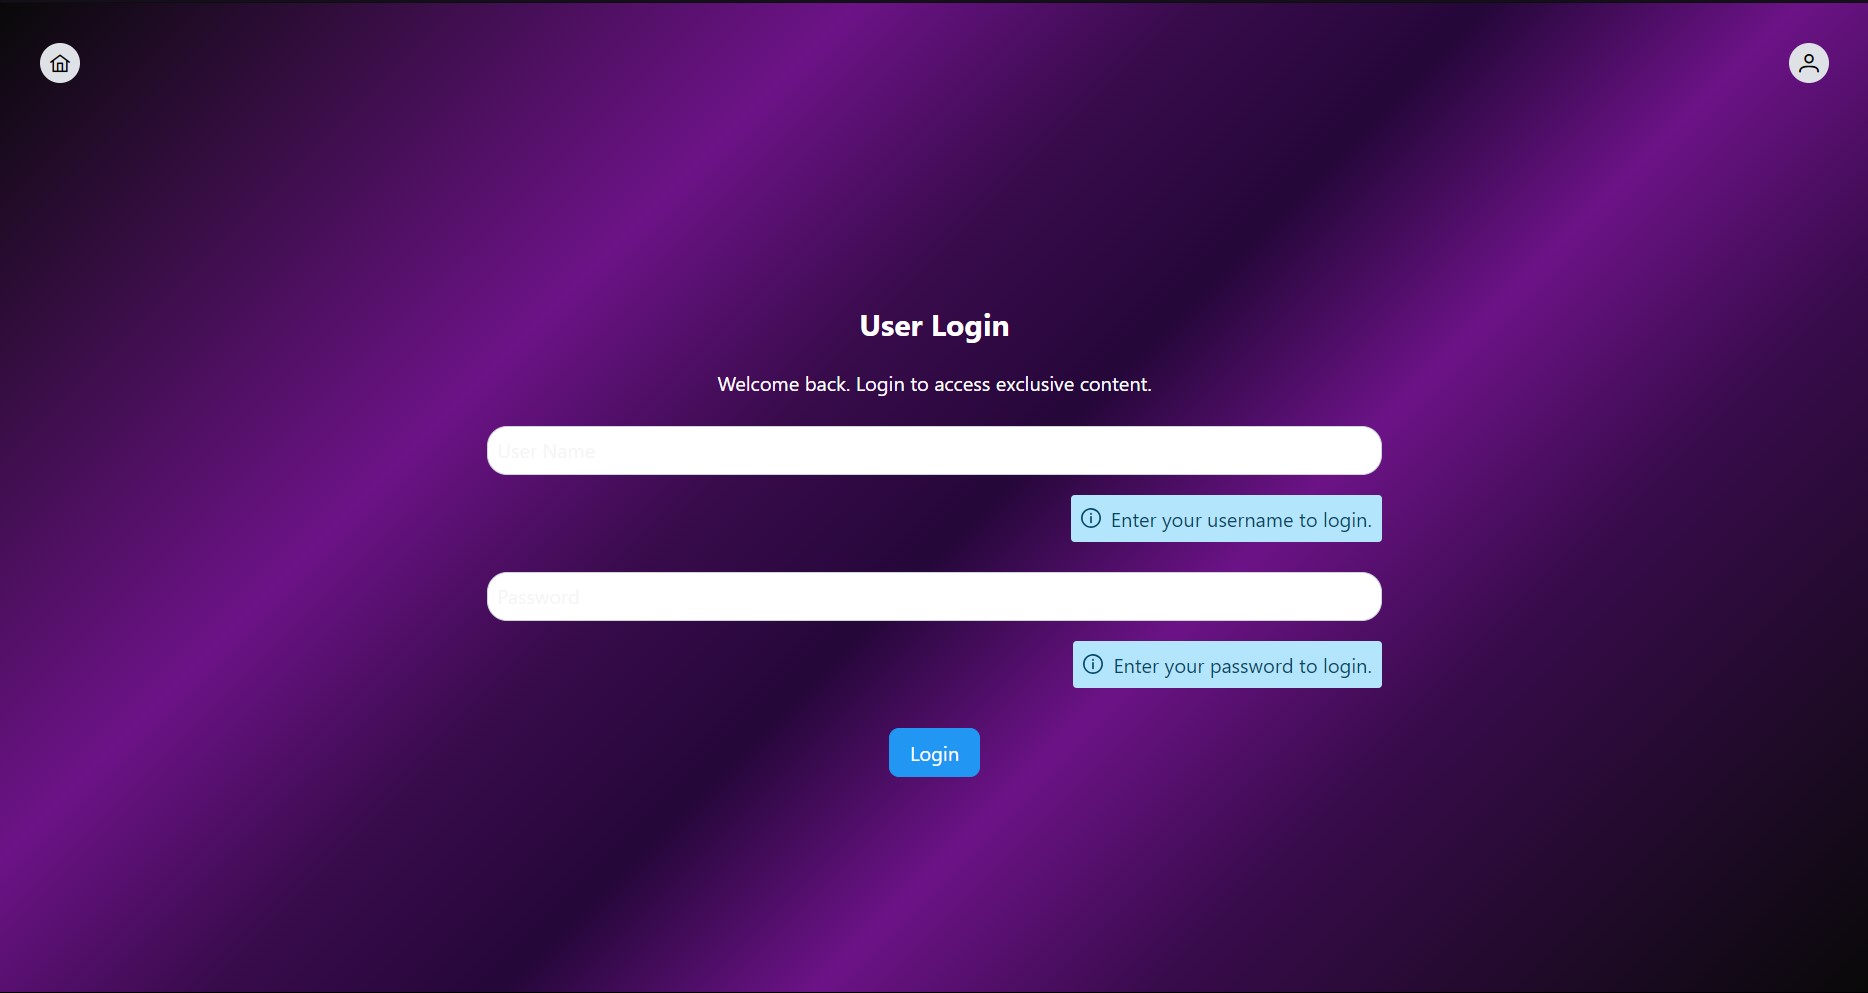 User Login
Welcome back. Login to access exclusive content.
User Name
Enter your username to login.
Password
Enter your password to login.
Login